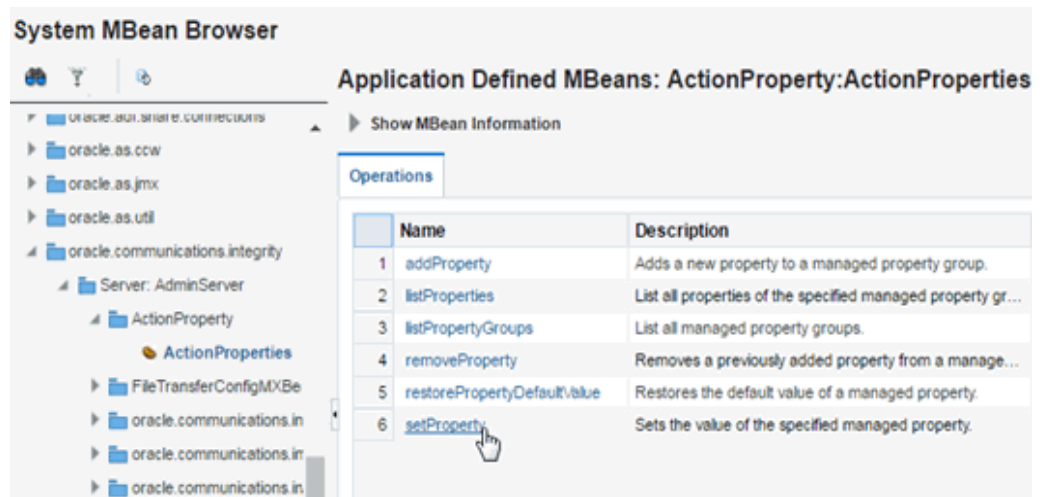 System MBean Browser
Application Defined MBeans: ActionProperty:ActionProperties
Show MBean Information
Operations
oracle.adf.share.connections
oracle.as.ccw
oracle.as.jmx
oracle.as.util
oracle.communications.integrity
Server: AdminServer
ActionProperty
ActionProperties
FileTransferConfigMXBe
oracle.communications.in
oracle.communications.in
oracle.communications.in
Name Description
1 addProperty Adds a new property to a managed property group.
2 listProperties List all properties of the specified managed property gr...
3 listPropertyGroups List all managed property groups.
4 removeProperty Removes a previously added property from a manage...
5 restorePropertyDefaultValue Restores the default value of a managed property.
6 setProperty Sets the value of the specified managed property.